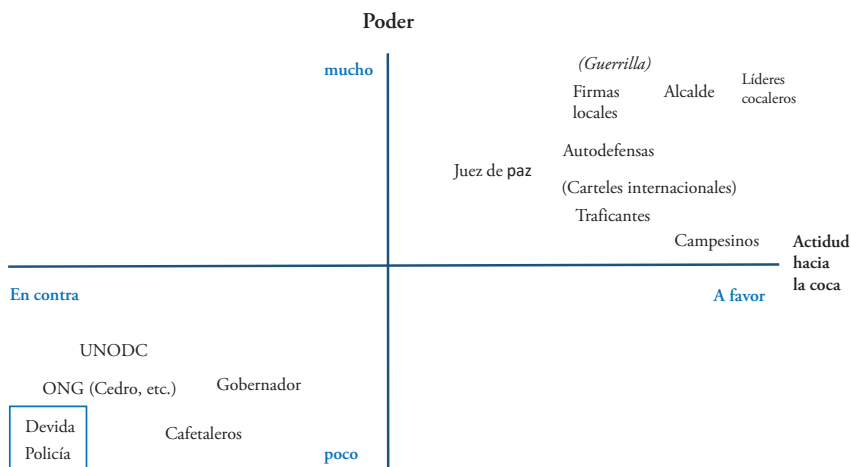 Poder
mucho
(Guerrilla)
Firmas
locales
Alcalde
Líderes
cocaleros
Autodefensas
Juez de paz
(Carteles internacionales)
Traficantes
Campesinos
Actidud
hacia
la coca
En contra
A favor
UNODC
ONG (Cedro, etc.)
Gobernador
Devida
Policía
Cafetaleros
poco